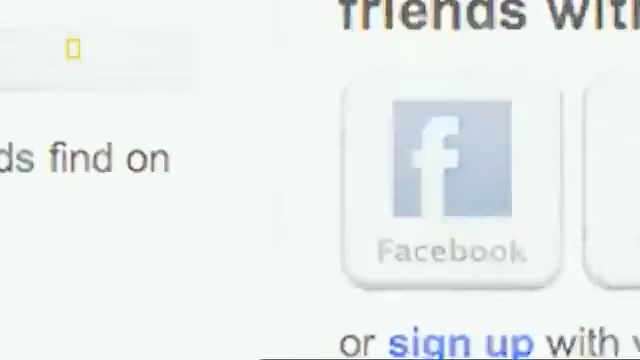 friends with
ds find on
Facebook
or sign up with